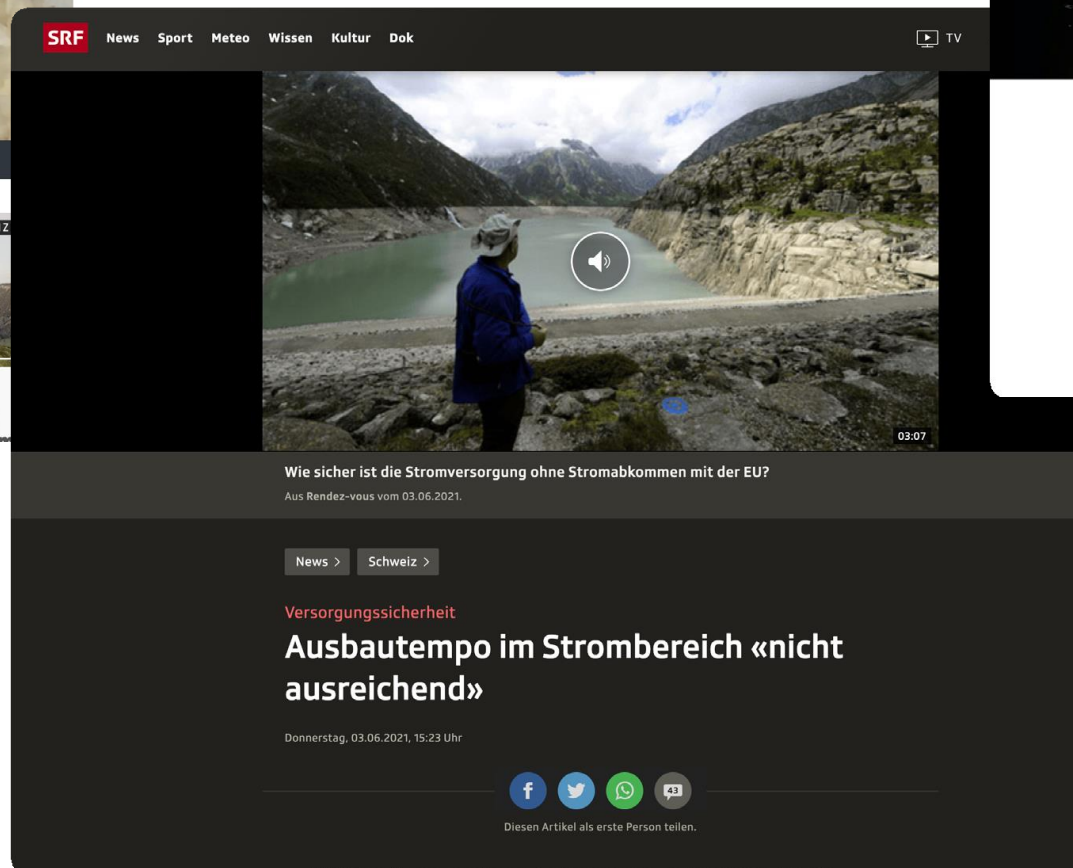 SRF News Sport Meteo Wissen Kultur Dok TV
Z
03:07
Wie sicher ist die Stromversorgung ohne Stromabkommen mit der EU?
Aus Rendez-vous vom 03.06.2021.
News > Schweiz >
Versorgungssicherheit
Ausbautempo im Strombereich «nicht
ausreichend»
Donnerstag, 03.06.2021, 15:23 Uhr
f 43
Diesen Artikel als erste Person teilen.